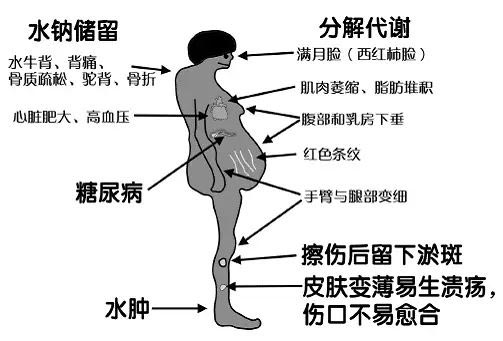 水钠储留
水牛背、背痛、
骨质疏松、驼背、骨折
心脏肥大、高血压
糖尿病
水肿
分解代谢
满月脸（西红柿脸）
肌肉萎缩、脂肪堆积
腹部和乳房下垂
红色条纹
手臂与腿部变细
擦伤后留下淤斑
皮肤变薄易生溃疡，
伤口不易愈合